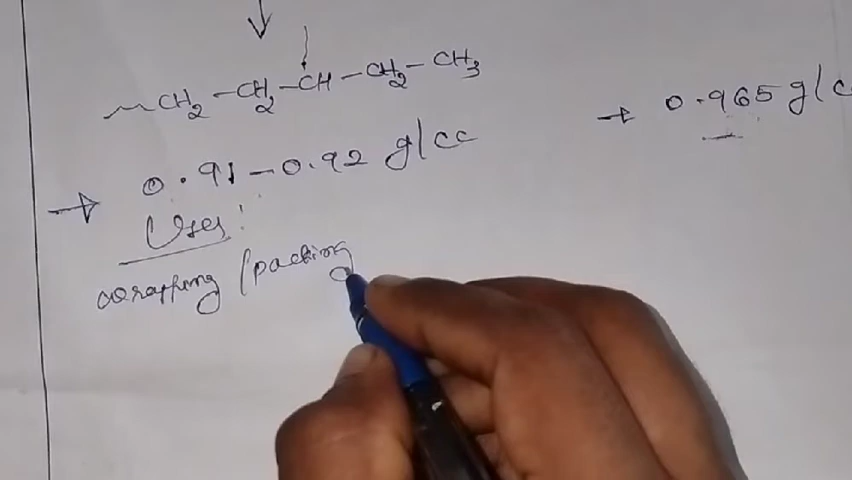 ~CH2-CH2-CH-CH2-CH3
→ 0.91-0.92 g/cc
→ 0.965 g/c
Uses:
wrapping/packing